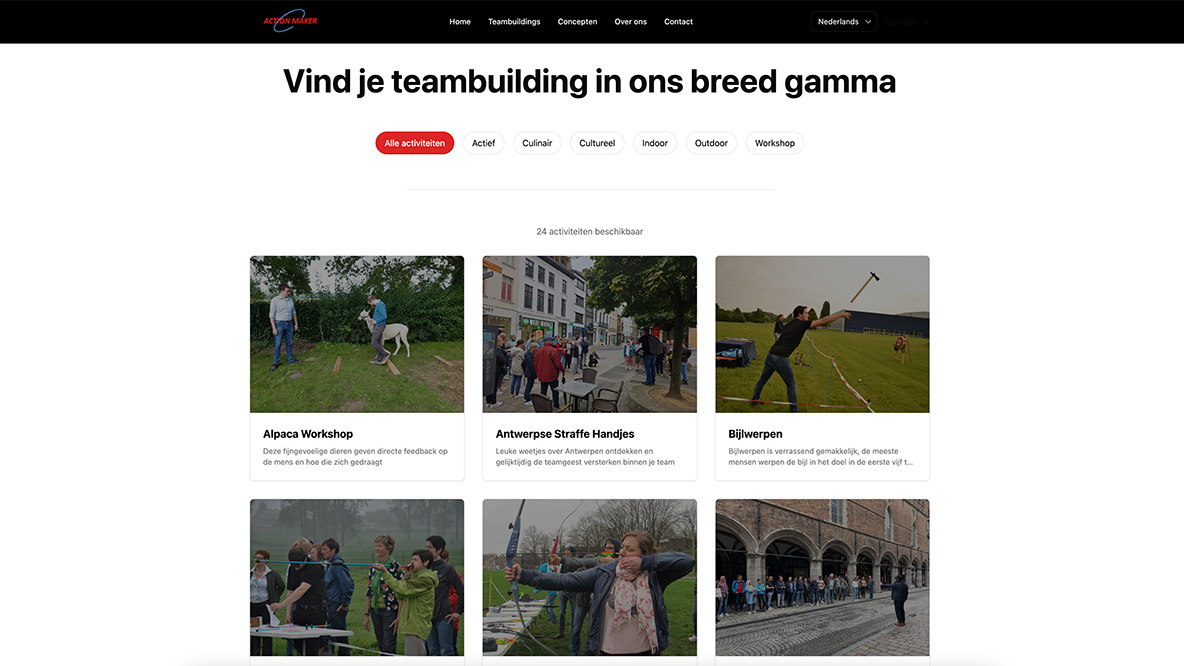 ACTION MAKER
Home Teambuildings Concepten Over ons Contact Nederlands
Vind je teambuilding in ons breed gamma
Alle activiteiten Actief Culinair Cultureel Indoor Outdoor Workshop
24 activiteiten beschikbaar
Alpaca Workshop
Deze fijngevoelige dieren geven directe feedback op
de mens en hoe die zich gedraagt
Antwerpse Straffe Handjes
Leuke weetjes over Antwerpen ontdekken en
gelijktijdig de teamgeest versterken binnen je team
Bijlwerpen
Bijlwerpen is verrassend gemakkelijk, de meeste
mensen werpen de bijl in het doel in de eerste vijf t...